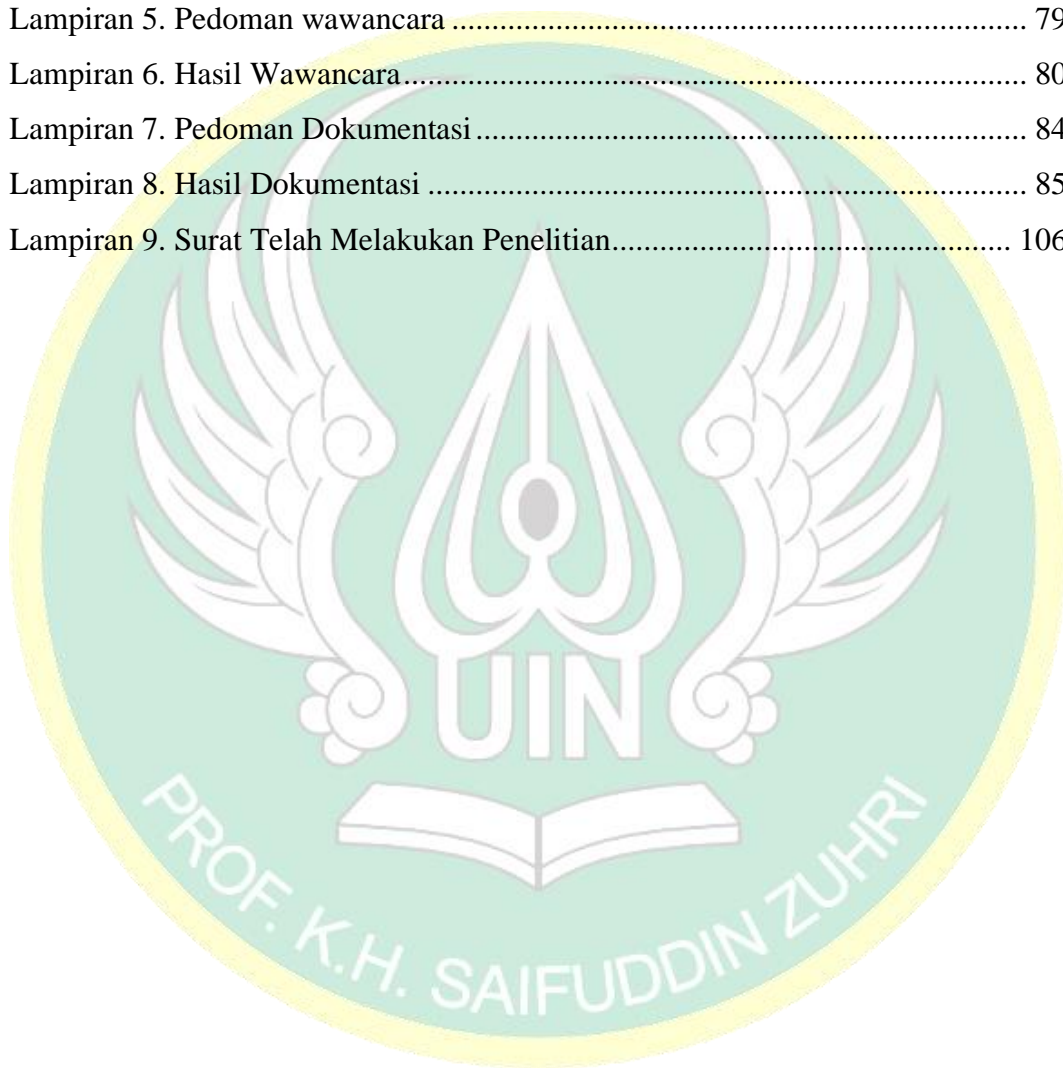 Lampiran 5. Pedoman wawancara ........................................................................ 79
Lampiran 6. Hasil Wawancara.............................................................................. 80
Lampiran 7. Pedoman Dokumentasi ..................................................................... 84
Lampiran 8. Hasil Dokumentasi ........................................................................... 85
Lampiran 9. Surat Telah Melakukan Penelitian.................................................. 106
UIN
PROF. K.H. SAIFUDDIN ZUHRI